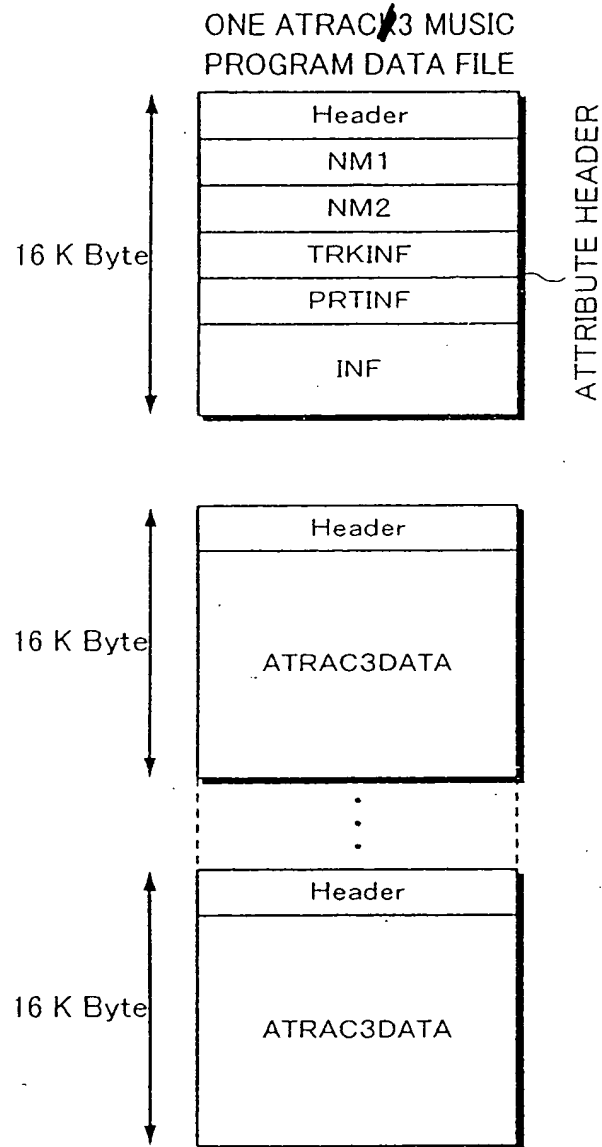 ONE ATRACK3 MUSIC
PROGRAM DATA FILE
Header
NM1
NM2
TRKINF
PRTINF
INF
16 K Byte
ATTRIBUTE HEADER
Header
ATRAC3DATA
16 K Byte
Header
ATRAC3DATA
16 K Byte